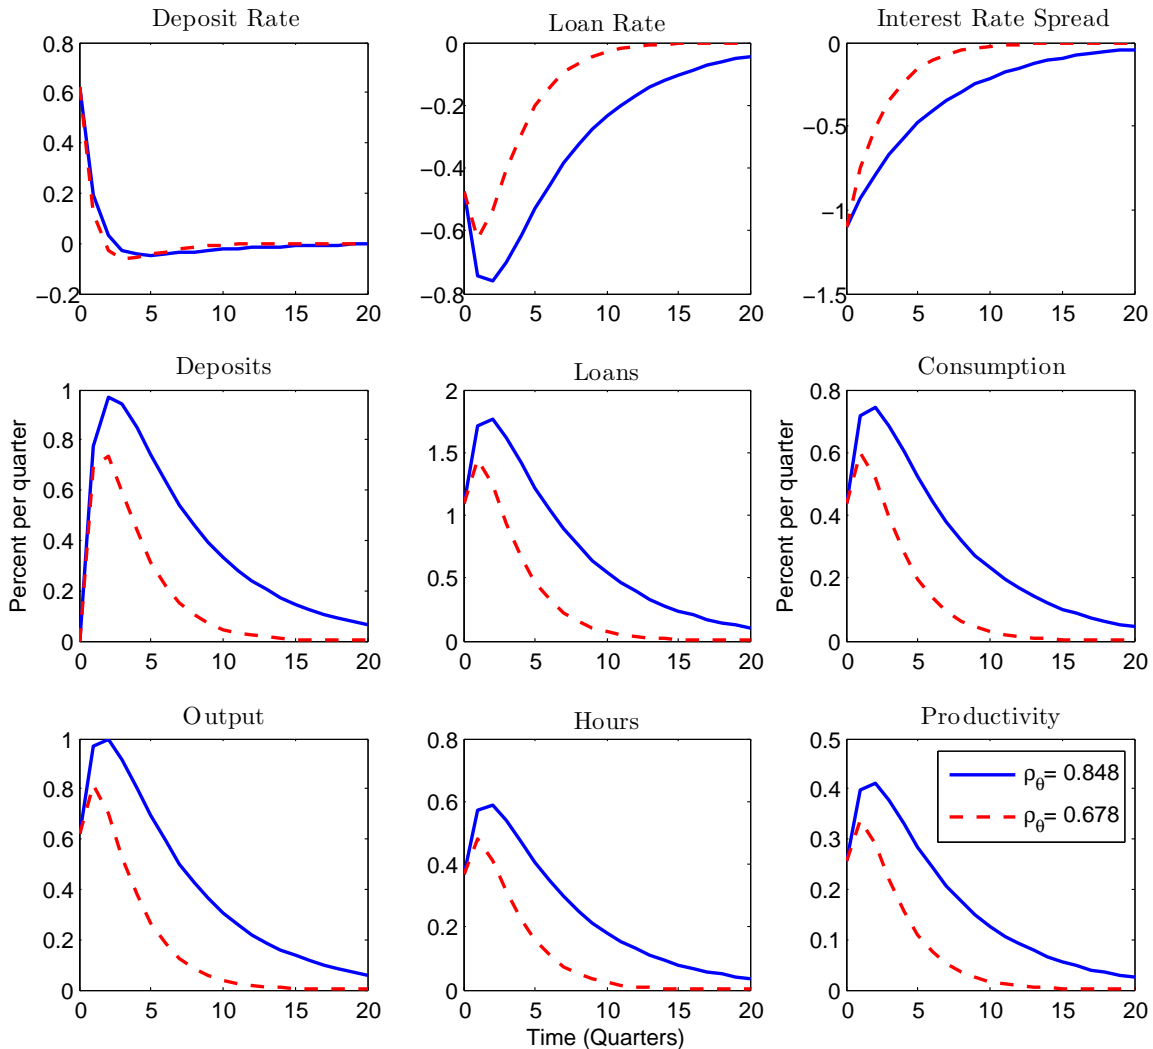 Deposit Rate
Loan Rate
Interest Rate Spread
0.8
0.6
0.4
0.2
0
−0.2
0 5 10 15 20
0
−0.2
−0.4
−0.6
−0.8
0 5 10 15 20
0
−0.5
−1
−1.5
0 5 10 15 20
Deposits
Loans
Consumption
Percent per quarter
1
0.8
0.6
0.4
0.2
0
0 5 10 15 20
2
1.5
1
0.5
0
0 5 10 15 20
Percent per quarter
0.8
0.6
0.4
0.2
0
0 5 10 15 20
Output
Hours
Productivity
1
0.8
0.6
0.4
0.2
0
0 5 10 15 20
0.8
0.6
0.4
0.2
0
0 5 10 15 20
Time (Quarters)
0.5
0.4
0.3
0.2
0.1
0
0 5 10 15 20
ρθ= 0.848
ρθ= 0.678